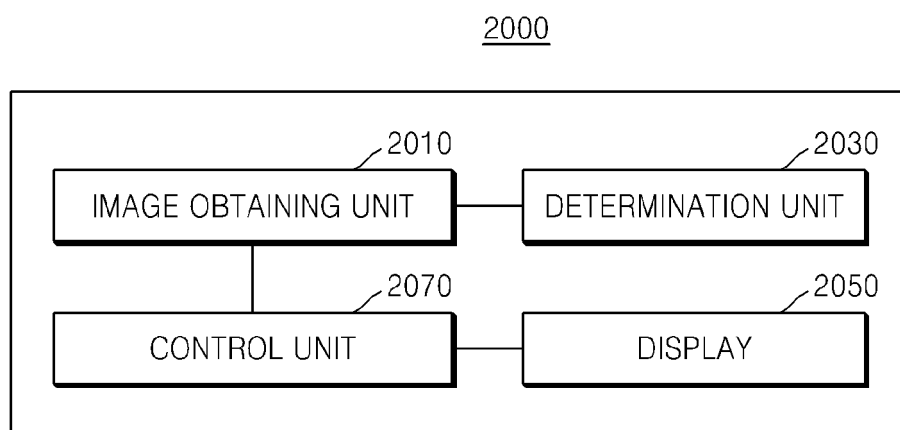 2000
2010
2030
IMAGE OBTAINING UNIT
DETERMINATION UNIT
2070
2050
CONTROL UNIT
DISPLAY